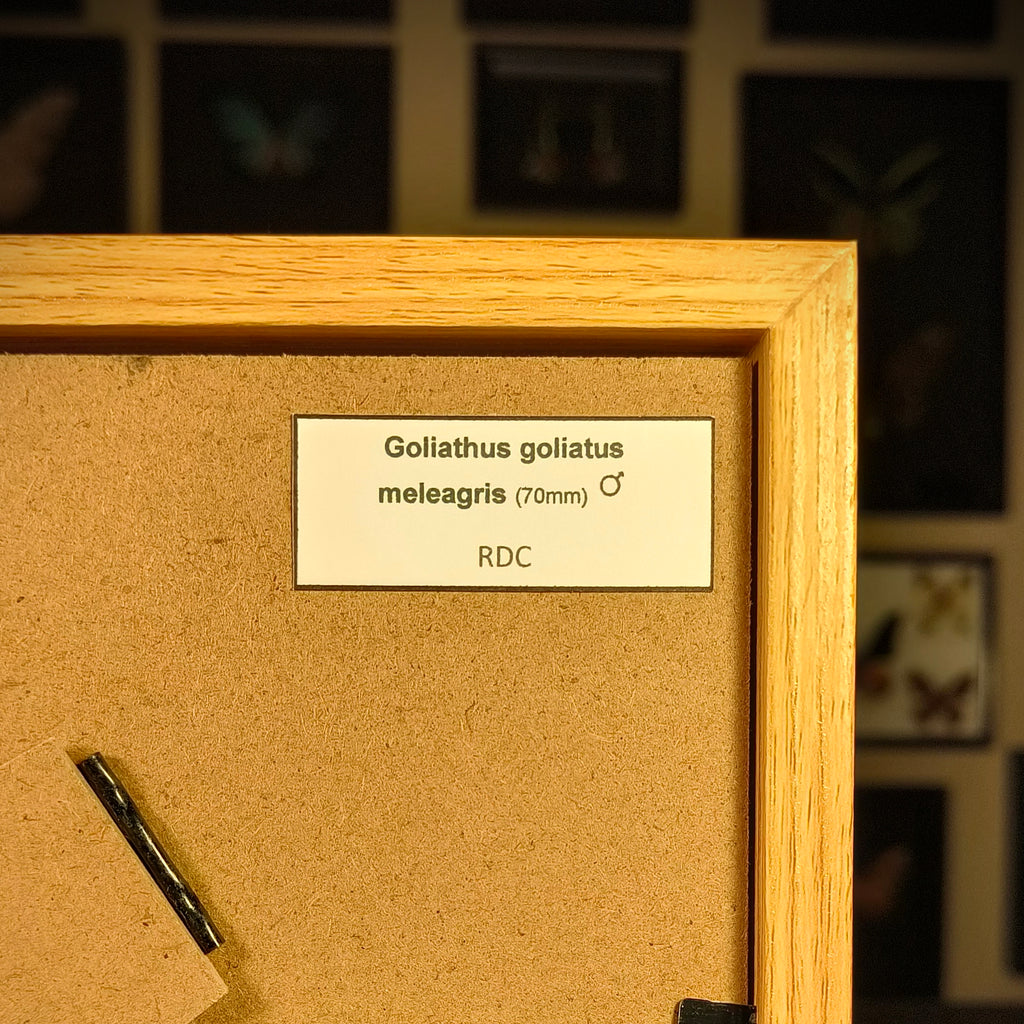 Goliathus goliatus
meleagris (70mm) ♂
RDC